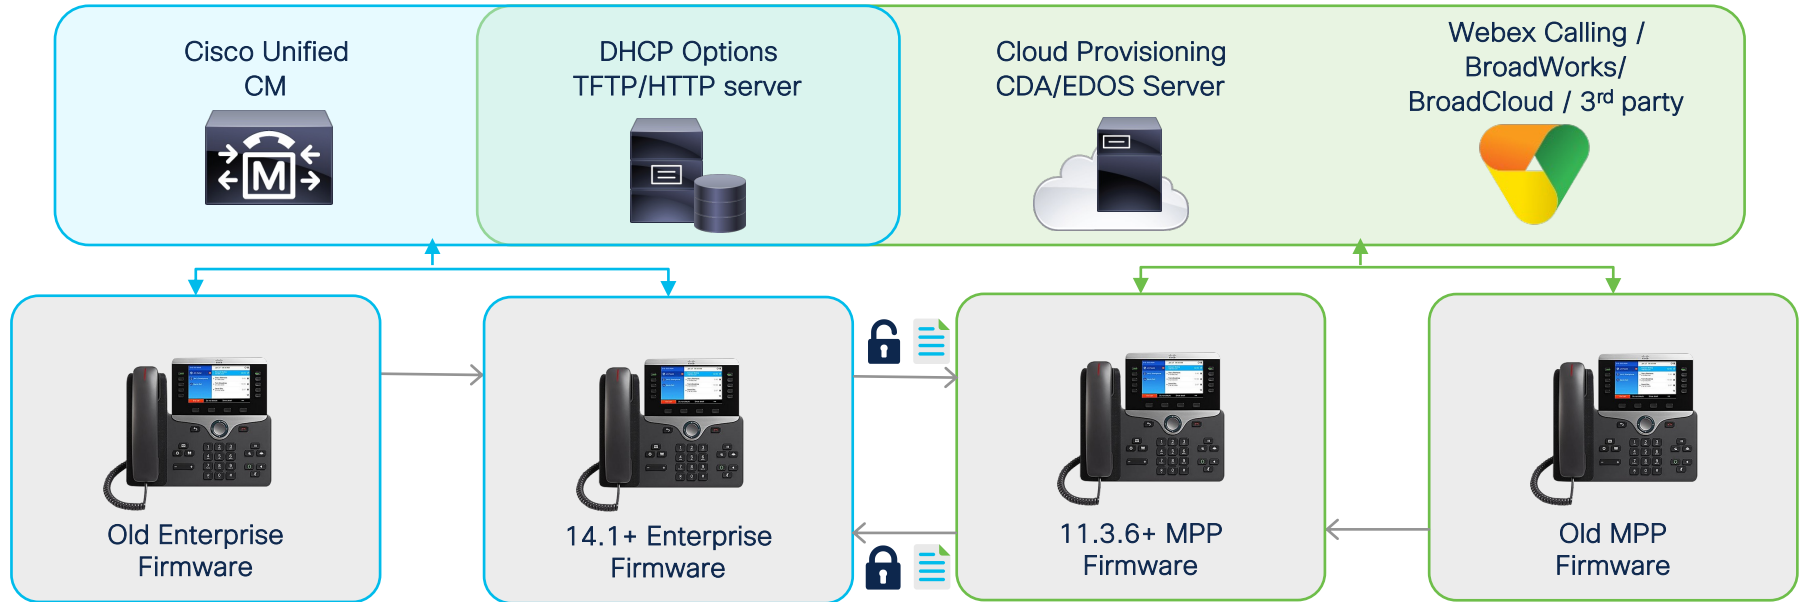 Cisco Unified
CM
DHCP Options
TFTP/HTTP server
Cloud Provisioning
CDA/EDOS Server
Webex Calling /
BroadWorks/
BroadCloud / 3rd party
M
Old Enterprise
Firmware
14.1+ Enterprise
Firmware
11.3.6+ MPP
Firmware
Old MPP
Firmware